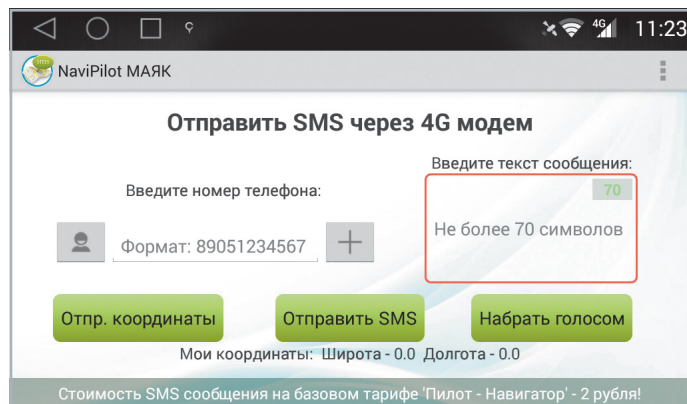 4G 11:23
NaviPilot МАЯК
Отправить SMS через 4G модем
Введите номер телефона:
Формат: 89051234567
Введите текст сообщения:
70
Не более 70 символов
Отпр. координаты
Отправить SMS
Набрать голосом
Мои координаты: Широта - 0.0 Долгота - 0.0
Стоимость SMS сообщения на базовом тарифе 'Пилот - Навигатор' - 2 рубля!